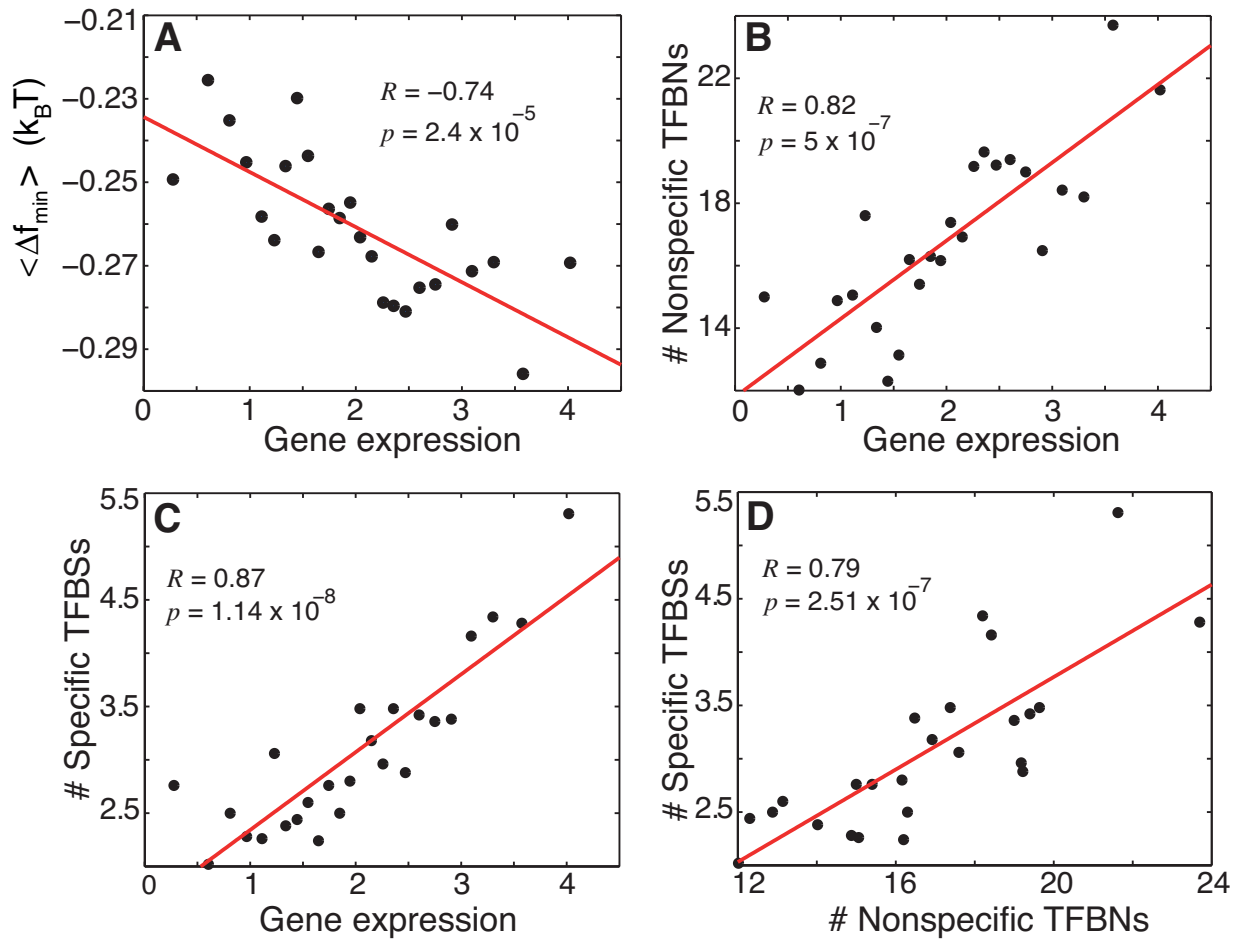 A
R = −0.74
p = 2.4 x 10⁻⁵
<Δf_min> (k_BT)
−0.21
−0.23
−0.25
−0.27
−0.29
0 1 2 3 4
Gene expression
B
R = 0.82
p = 5 x 10⁻⁷
# Nonspecific TFBNs
22
18
14
0 1 2 3 4
Gene expression
C
R = 0.87
p = 1.14 x 10⁻⁸
# Specific TFBSs
5.5
4.5
3.5
2.5
0 1 2 3 4
Gene expression
D
R = 0.79
p = 2.51 x 10⁻⁷
# Specific TFBSs
5.5
4.5
3.5
2.5
12 16 20 24
# Nonspecific TFBNs